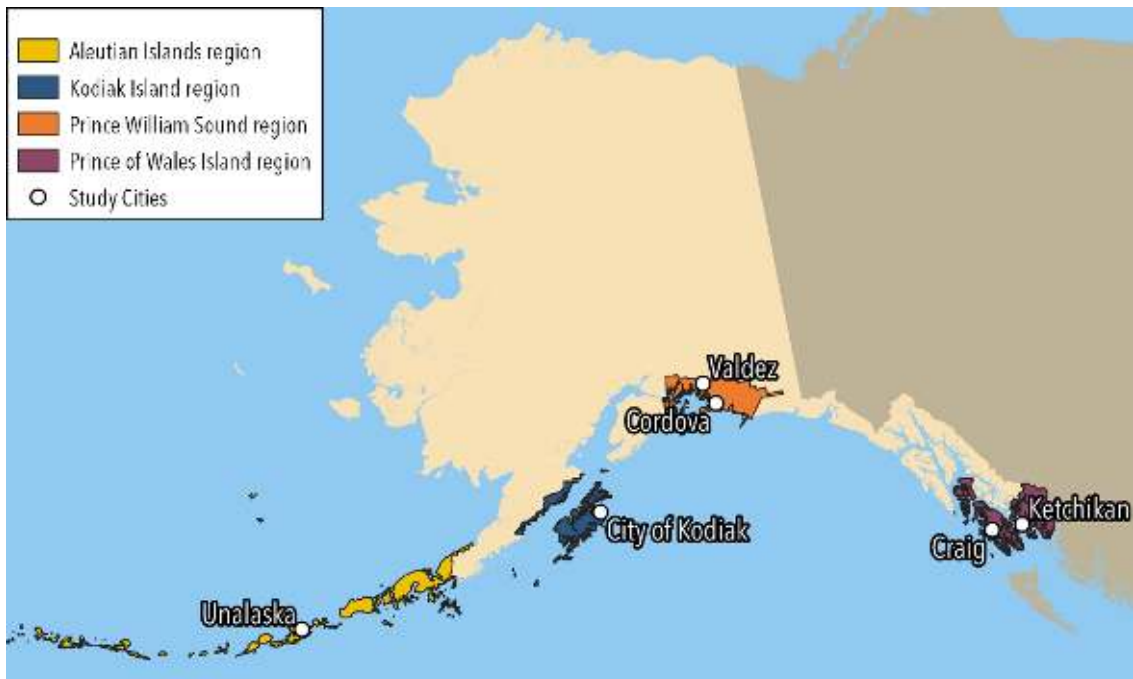 Aleutian Islands region
Kodiak Island region
Prince William Sound region
Prince of Wales Island region
Study Cities
Valdez
Cordova
City of Kodiak
Ketchikan
Craig
Unalaska